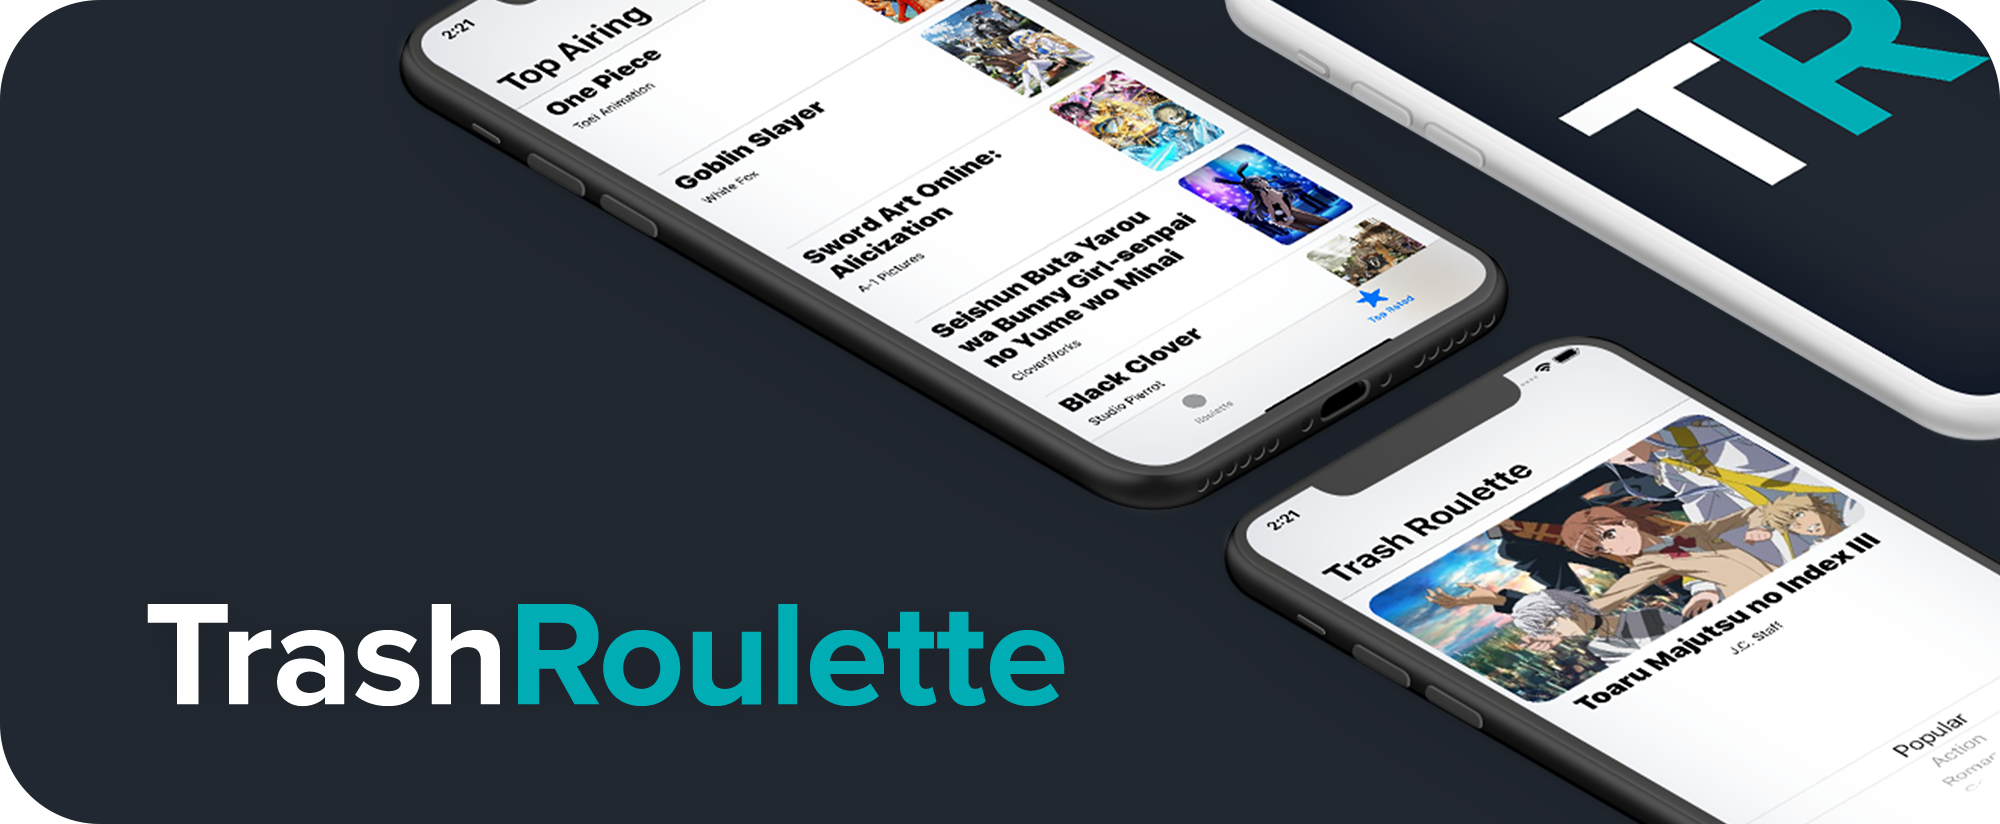 2:21
Top Airing
One Piece
Toei Animation
Goblin Slayer
White Fox
Sword Art Online:
Alicization
A-1 Pictures
Seishun Buta Yarou
wa Bunny Girl-senpai
no Yume wo Minai
CloverWorks
Black Clover
Studio Pierrot
Roulette
Top Rated
TR
2:21
Trash Roulette
Toaru Majutsu no Index III
J.C. Staff
Popular
Action
TrashRoulette